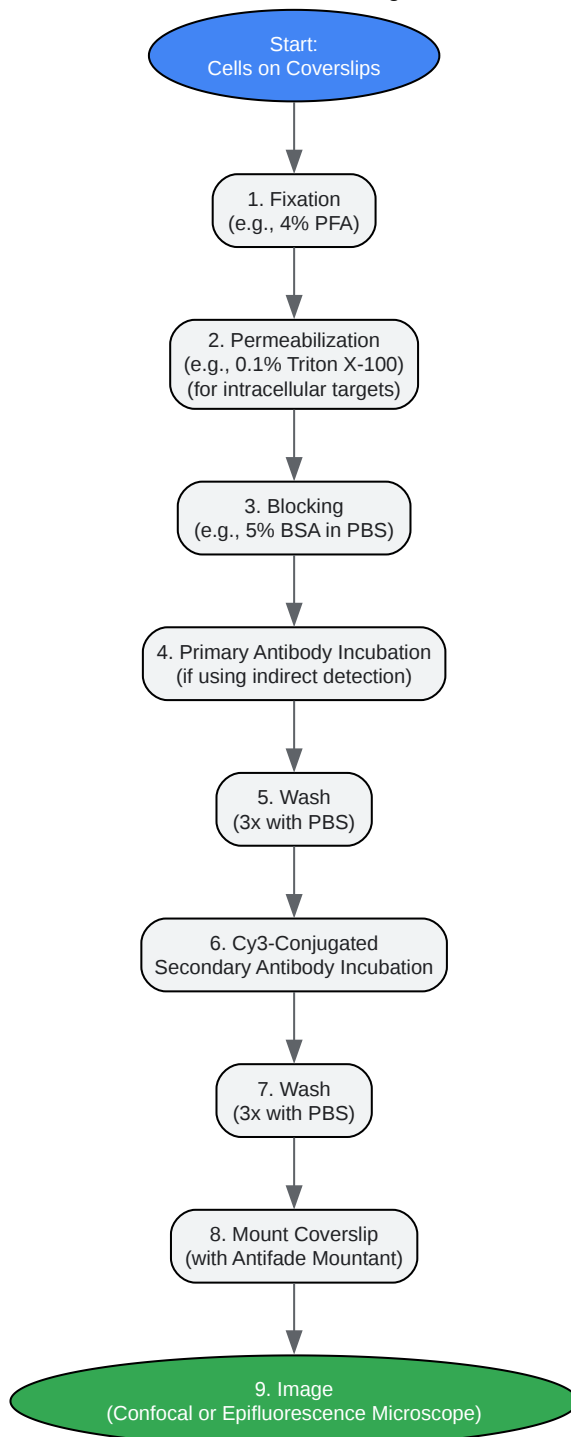 Start:
Cells on Coverslips
1. Fixation
(e.g., 4% PFA)
2. Permeabilization
(e.g., 0.1% Triton X-100)
(for intracellular targets)
3. Blocking
(e.g., 5% BSA in PBS)
4. Primary Antibody Incubation
(if using indirect detection)
5. Wash
(3x with PBS)
6. Cy3-Conjugated
Secondary Antibody Incubation
7. Wash
(3x with PBS)
8. Mount Coverslip
(with Antifade Mountant)
9. Image
(Confocal or Epifluorescence Microscope)